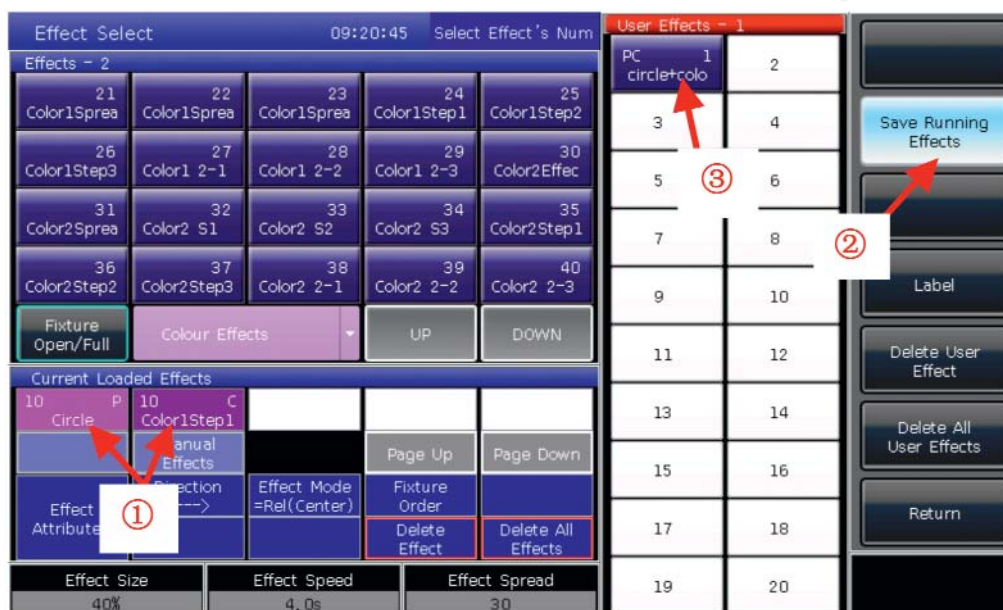 Effect Select 09:20:45 Select Effect's Num
Effects - 2
21 22 23 24 25
Color1Sprea Color1Sprea Color1Sprea Color1Step1 Color1Step2
26 27 28 29 30
Color1Step3 Color1 2-1 Color1 2-2 Color1 2-3 Color2Effec
31 32 33 34 35
Color2Sprea Color2 S1 Color2 S2 Color2 S3 Color2Step1
36 37 38 39 40
Color2Step2 Color2Step3 Color2 2-1 Color2 2-2 Color2 2-3
Fixture
Open/Full
Colour Effects
UP
DOWN
Current Loaded Effects
10 P
Circle
10 C
Color1Step1
Effects
Page Up
Page Down
Effect
①
--->
Effect Mode
=Rel(Center)
Fixture
Order
Delete
Effect
Delete All
Effects
Effect Size Effect Speed Effect Spread
40% 4.0s 30
User Effects - 1
PC 1
circle+colo
2
3 4
5 6
③
7 8
9 10
11 12
13 14
15 16
17 18
19 20
Save Running
Effects
②
Label
Delete User
Effect
Delete All
User Effects
Return